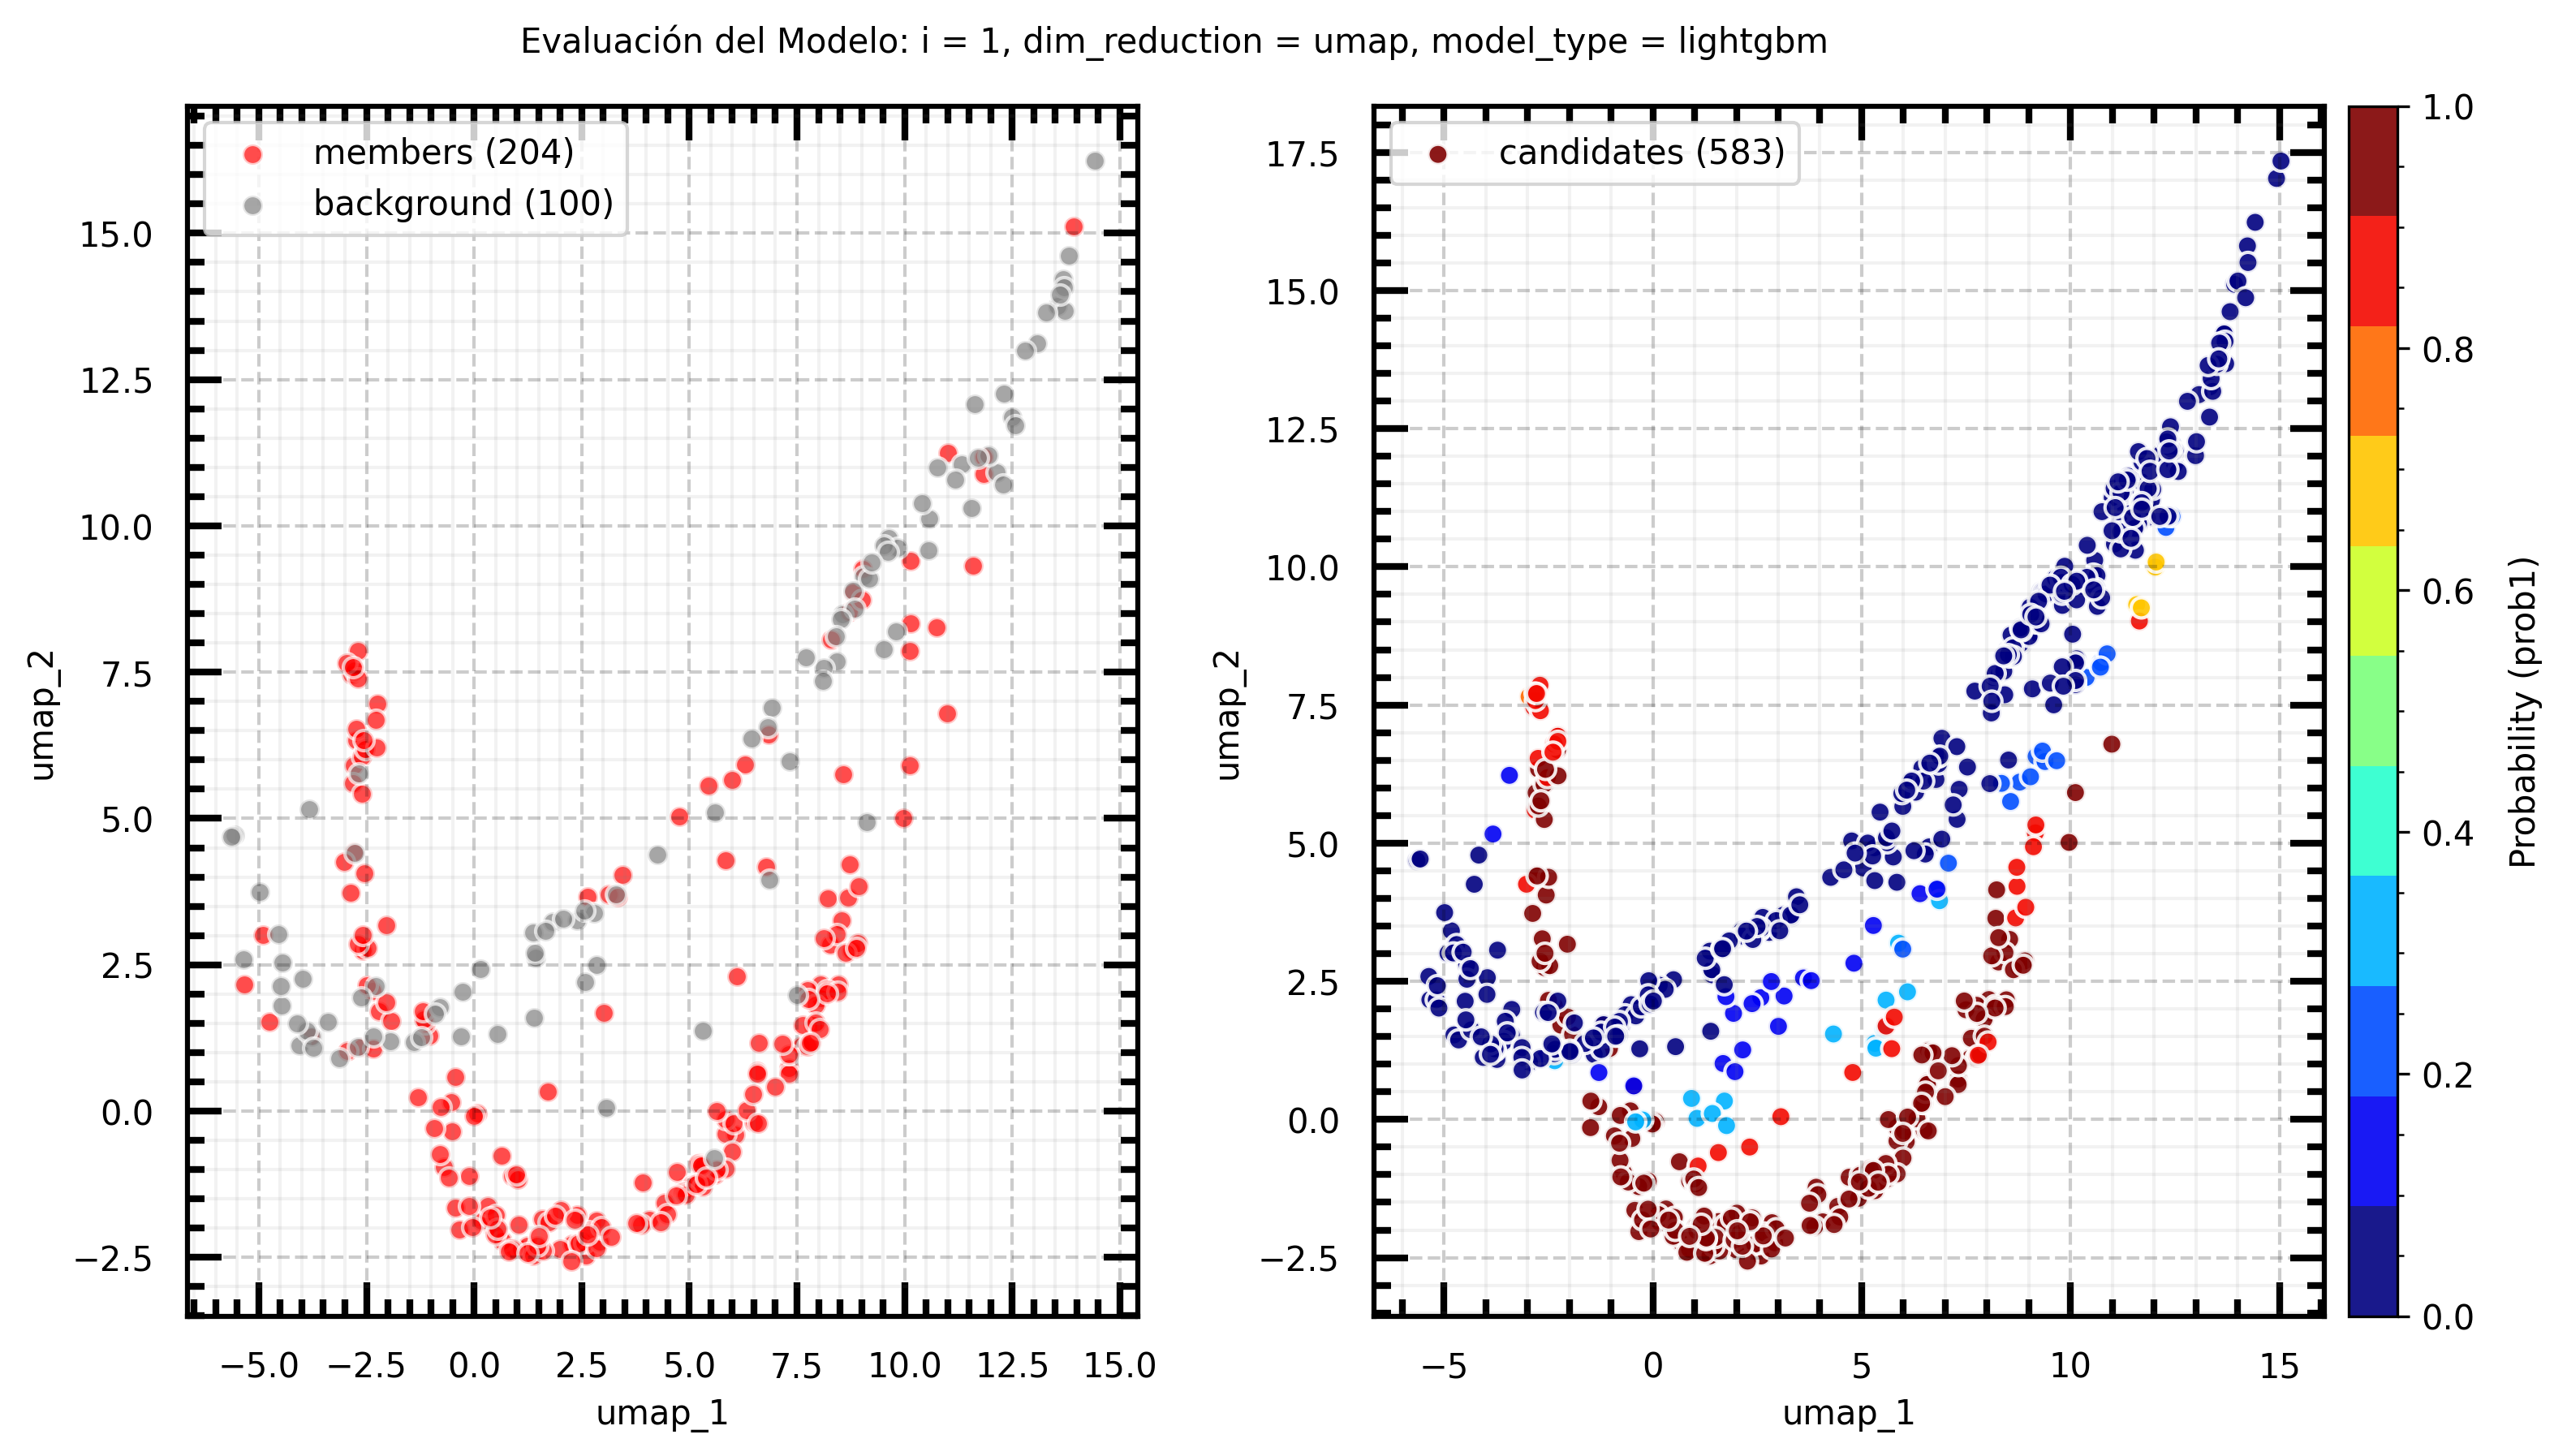 Evaluación del Modelo: i = 1, dim_reduction = umap, model_type = lightgbm
members (204)
background (100)
15.0
12.5
10.0
7.5
5.0
2.5
0.0
−2.5
umap_2
−5.0 −2.5 0.0 2.5 5.0 7.5 10.0 12.5 15.0
umap_1
candidates (583)
17.5
15.0
12.5
10.0
7.5
5.0
2.5
0.0
−2.5
umap_2
−5 0 5 10 15
umap_1
1.0
0.8
0.6
0.4
0.2
0.0
Probability (prob1)